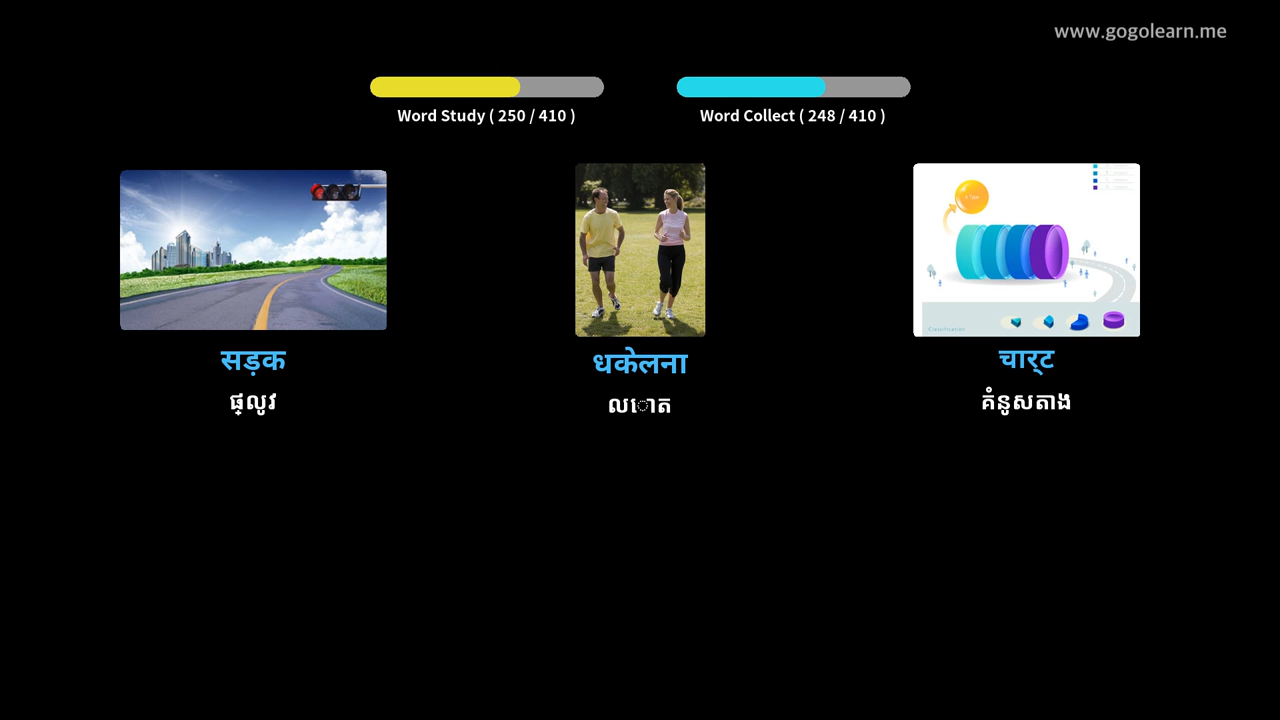 www.gogolearn.me
Word Study ( 250 / 410 )
Word Collect ( 248 / 410 )
सड़क
धकेलना
चार्ट
ផ្លូវ
លោត
គំនូសតាង
Classification